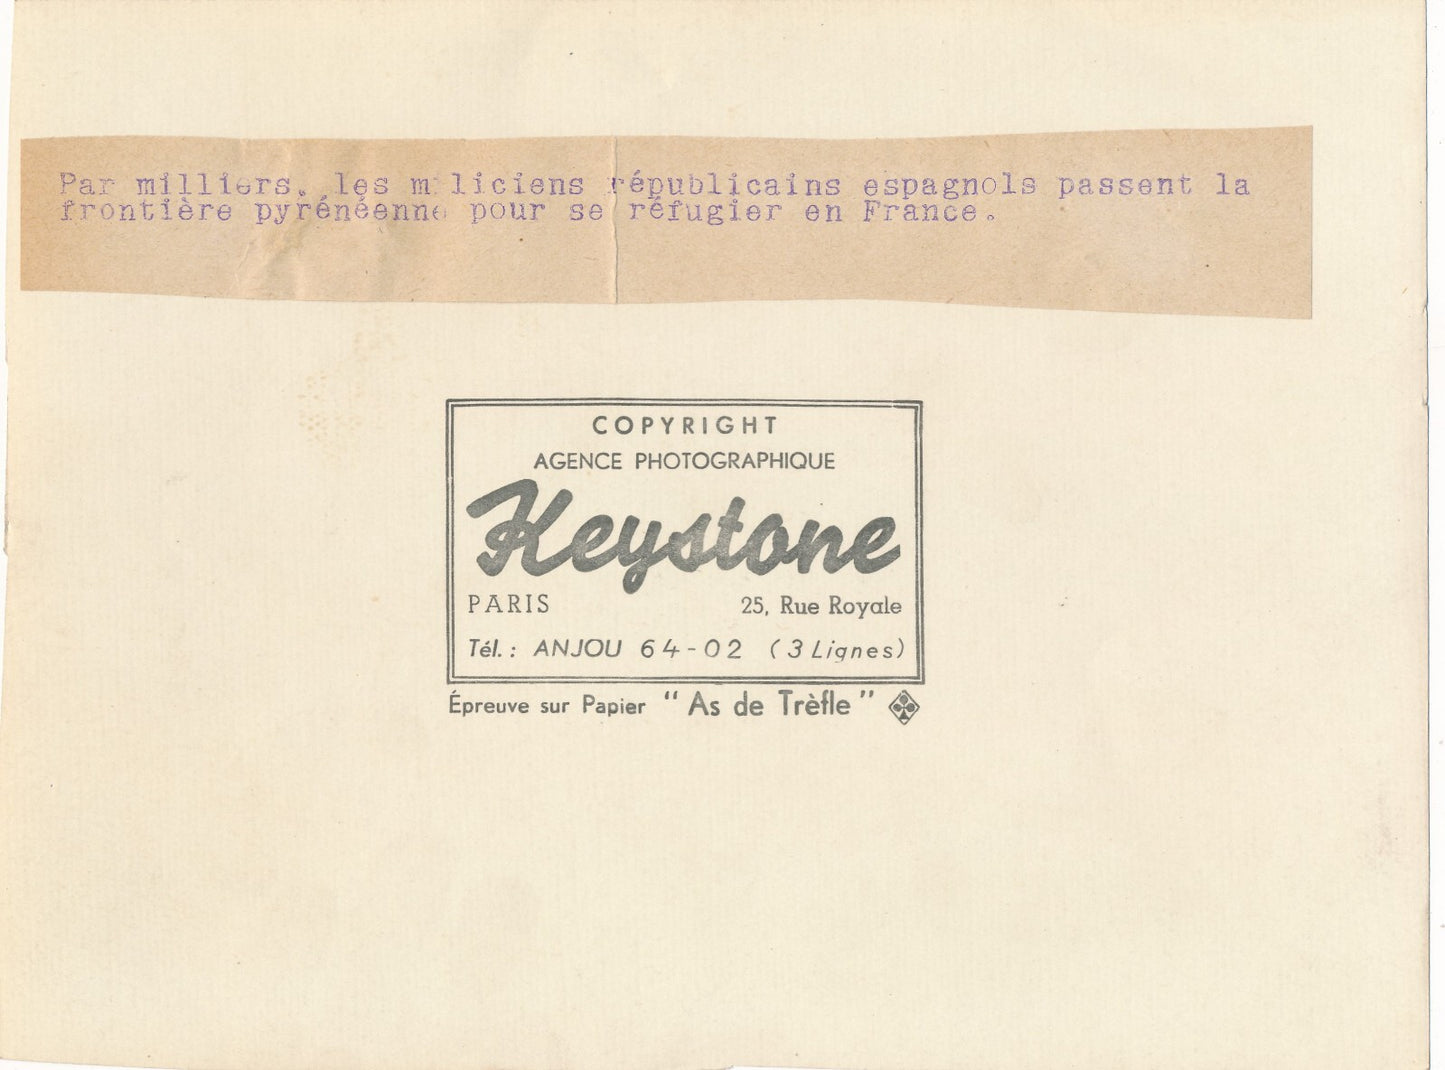 Par milliers, les miliciens républicains espagnols passent la
frontière pyrénéenne pour se réfugier en France.
COPYRIGHT
AGENCE PHOTOGRAPHIQUE
Keystone
PARIS 25, Rue Royale
Tél.: ANJOU 64-02 (3 Lignes)
Épreuve sur Papier "As de Trèfle"